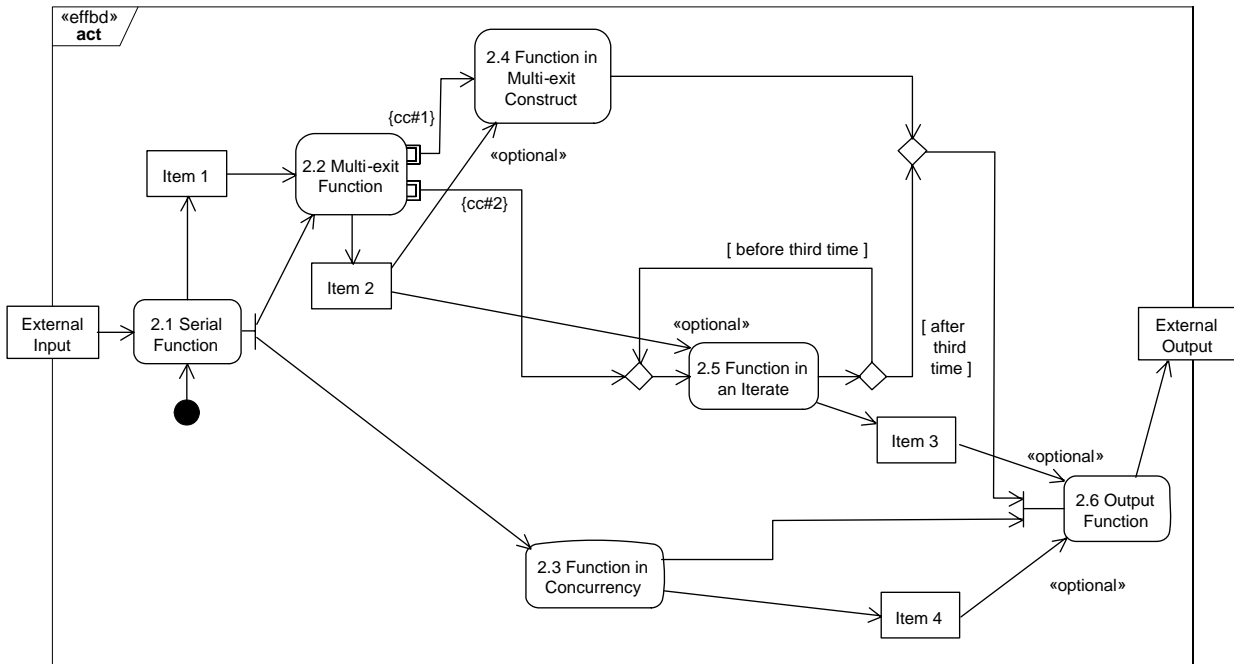 «effbd»
act
2.4 Function in
Multi-exit
Construct
{cc#1}
«optional»
2.2 Multi-exit
Function
Item 1
{cc#2}
[ before third time ]
Item 2
External
Input
2.1 Serial
Function
«optional»
[ after
third
time ]
External
Output
2.5 Function in
an Iterate
Item 3
«optional»
2.6 Output
Function
2.3 Function in
Concurrency
«optional»
Item 4